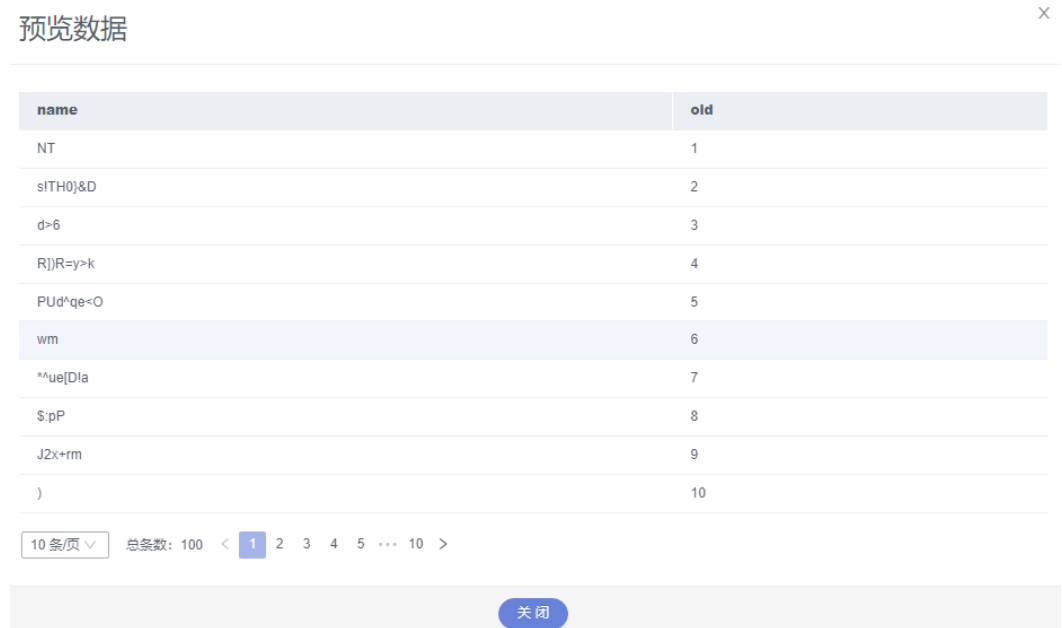 预览数据
name old
NT 1
s!TH0}&D 2
d>6 3
R])R=y>k 4
PUd^qe<O 5
wm 6
*^ue[D!a 7
$:pP 8
J2x+rm 9
) 10
10 条/页 总条数: 100 < 1 2 3 4 5 ••• 10 >
关 闭